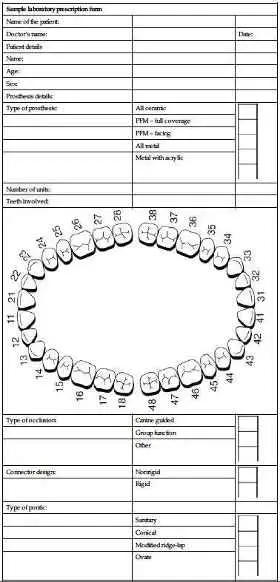 Sample laboratory prescription form
Name of the patient:
Doctor's name: Date:
Patient details
Name:
Age:
Sex:
Prosthesis details:
Type of prosthesis: All ceramic
PFM – full coverage
PFM – facing
All metal
Metal with acrylic
Number of units:
Teeth involved:
28 38
27 37
26 36
25 35
24 34
23 33
22 32
21 31
11 41
12 42
13 43
14 44
15 45
16 46
17 47
18 48
Type of occlusion: Canine guided
Group function
Other
Connector design: Nonrigid
Rigid
Type of pontic:
Sanitary
Conical
Modified ridge-lap
Ovate